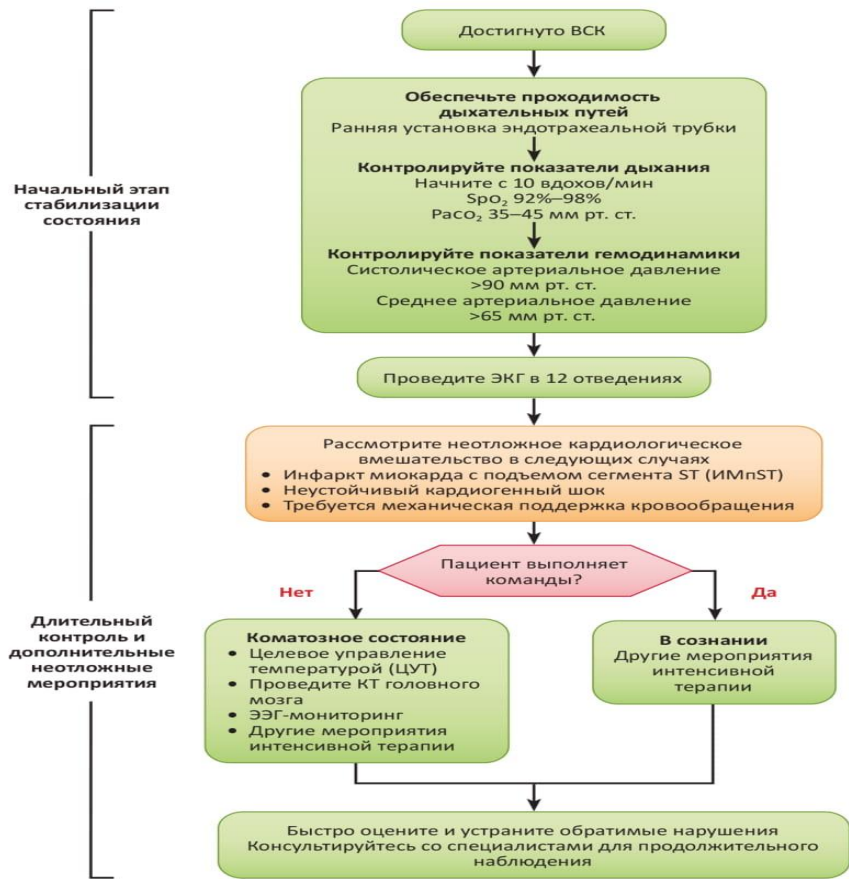 Достигнуто ВСК
Обеспечьте проходимость
дыхательных путей
Ранняя установка эндотрахеальной трубки
Контролируйте показатели дыхания
Начните с 10 вдохов/мин
Spo₂ 92%–98%
Paco₂ 35–45 мм рт. ст.
Контролируйте показатели гемодинамики
Систолическое артериальное давление
>90 мм рт. ст.
Среднее артериальное давление
>65 мм рт. ст.
Начальный этап
стабилизации
состояния
Проведите ЭКГ в 12 отведениях
Рассмотрите неотложное кардиологическое
вмешательство в следующих случаях
• Инфаркт миокарда с подъемом сегмента ST (ИМпST)
• Неустойчивый кардиогенный шок
• Требуется механическая поддержка кровообращения
Пациент выполняет
команды?
Нет
Да
Длительный
контроль и
дополнительные
неотложные
мероприятия
Коматозное состояние
• Целевое управление
температурой (ЦУТ)
• Проведите КТ головного
мозга
• ЭЭГ-мониторинг
• Другие мероприятия
интенсивной терапии
В сознании
Другие мероприятия
интенсивной
терапии
Быстро оцените и устраните обратимые нарушения
Консультируйтесь со специалистами для продолжительного
наблюдения